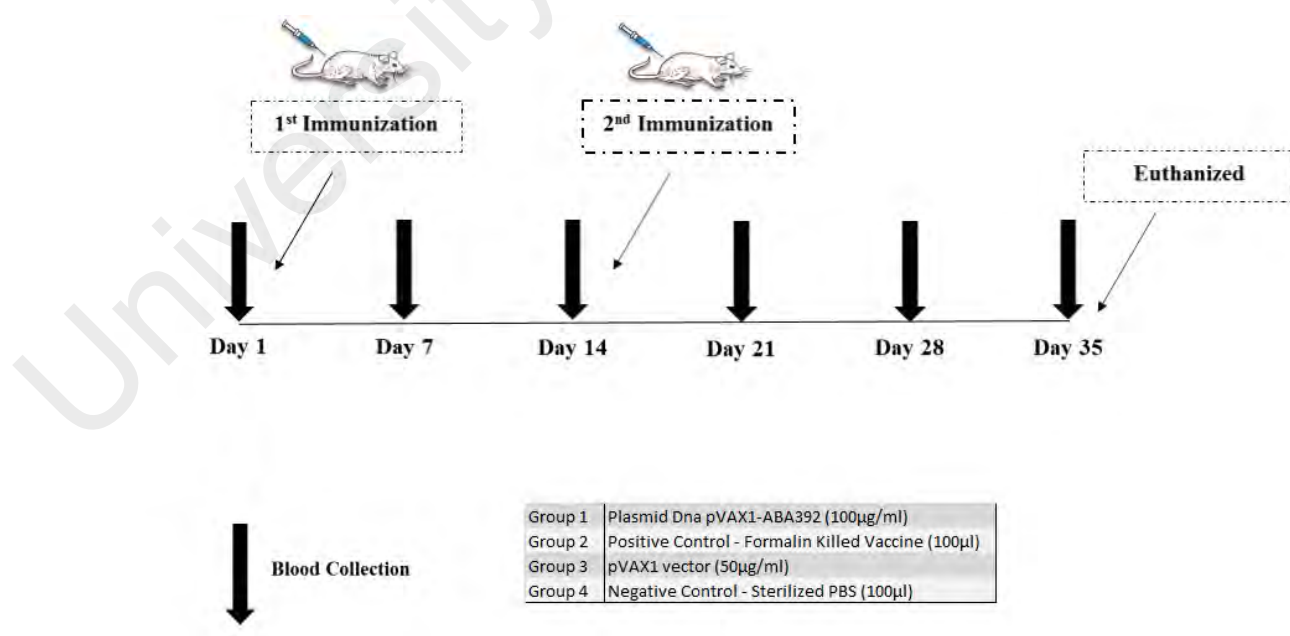 University
1st Immunization
2nd Immunization
Euthanized
Day 1 Day 7 Day 14 Day 21 Day 28 Day 35
Blood Collection
Group 1 Plasmid Dna pVAX1-ABA392 (100µg/ml)
Group 2 Positive Control - Formalin Killed Vaccine (100µl)
Group 3 pVAX1 vector (50µg/ml)
Group 4 Negative Control - Sterilized PBS (100µl)